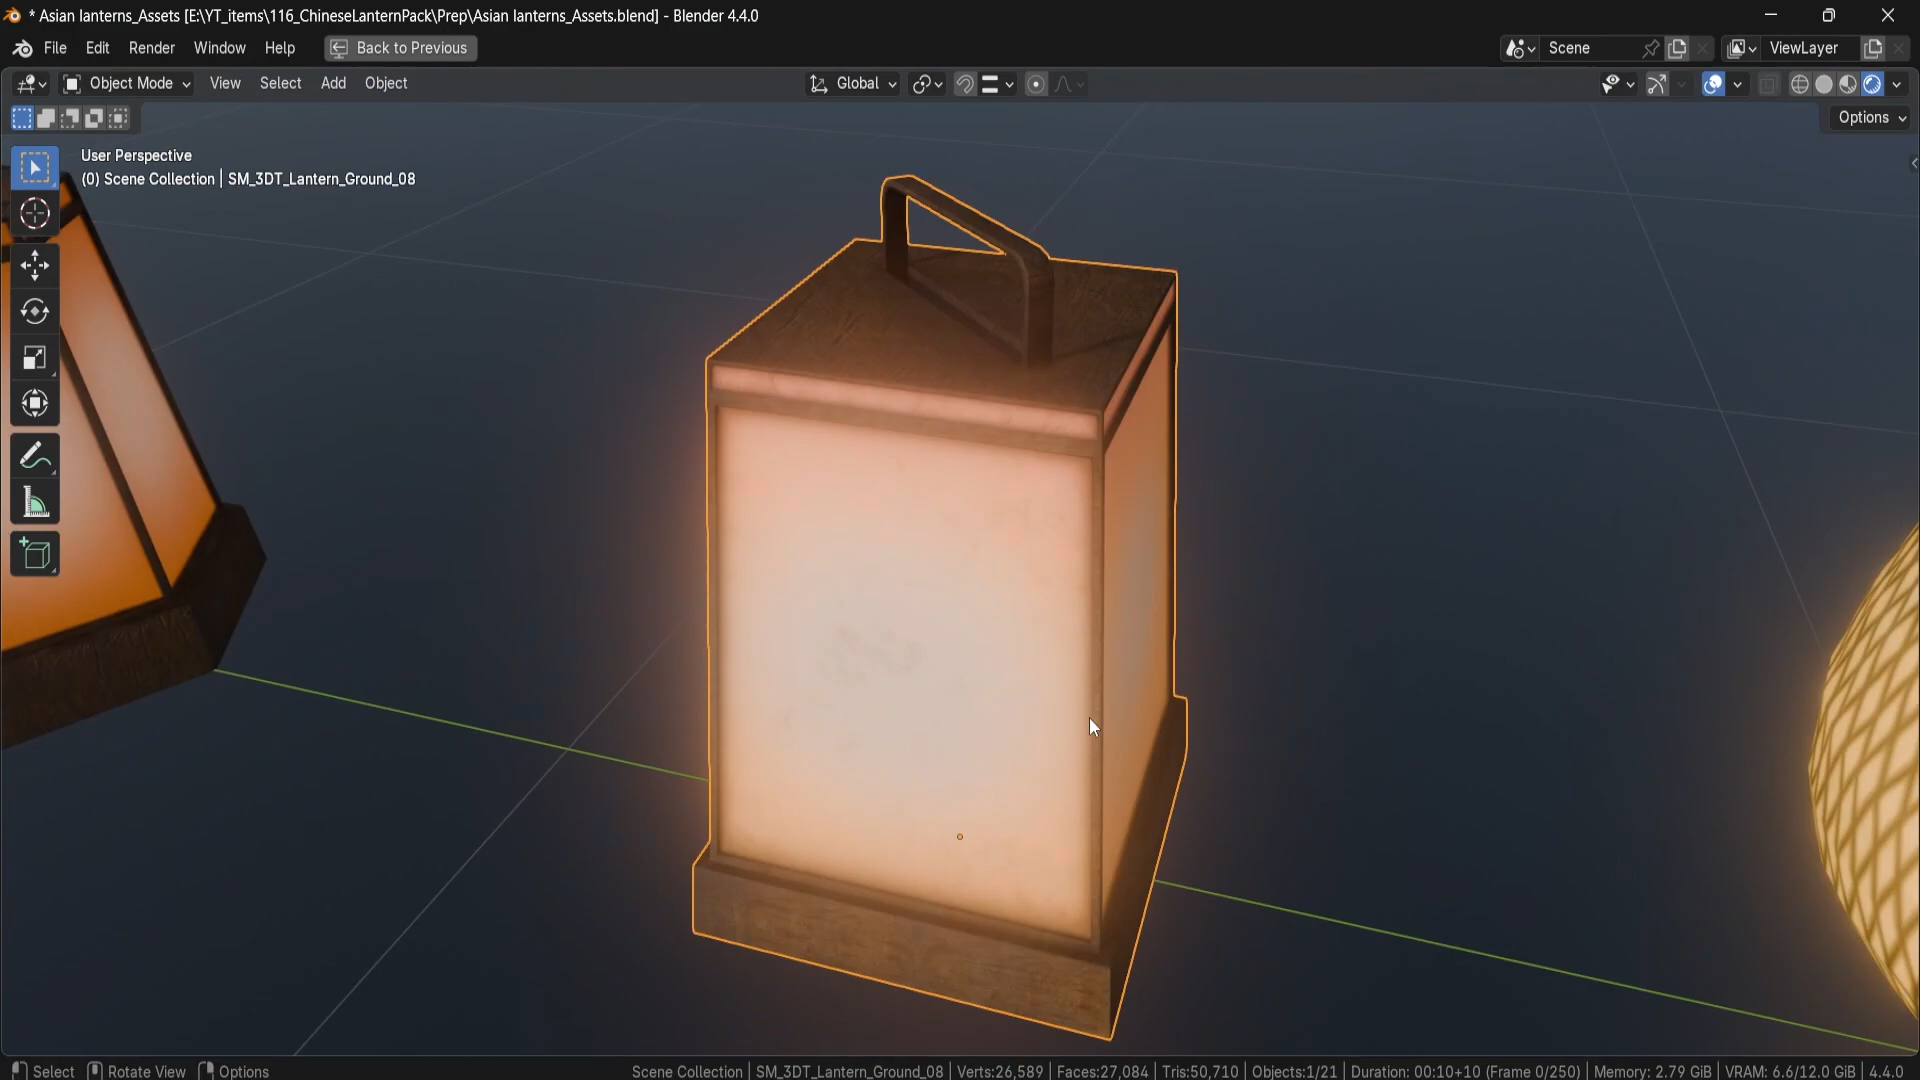 * Asian lanterns_Assets [E:\YT_items\116_ChineseLanternPack\Prep\Asian lanterns_Assets.blend] - Blender 4.4.0
File Edit Render Window Help Back to Previous Scene ViewLayer
Object Mode View Select Add Object Global
Options
User Perspective
(0) Scene Collection | SM_3DT_Lantern_Ground_08
Select Rotate View Options Scene Collection | SM_3DT_Lantern_Ground_08 | Verts:26,589 | Faces:27,084 | Tris:50,710 | Objects:1/21 | Duration: 00:10+10 (Frame 0/250) | Memory: 2.79 GiB | VRAM: 6.6/12.0 GiB | 4.4.0